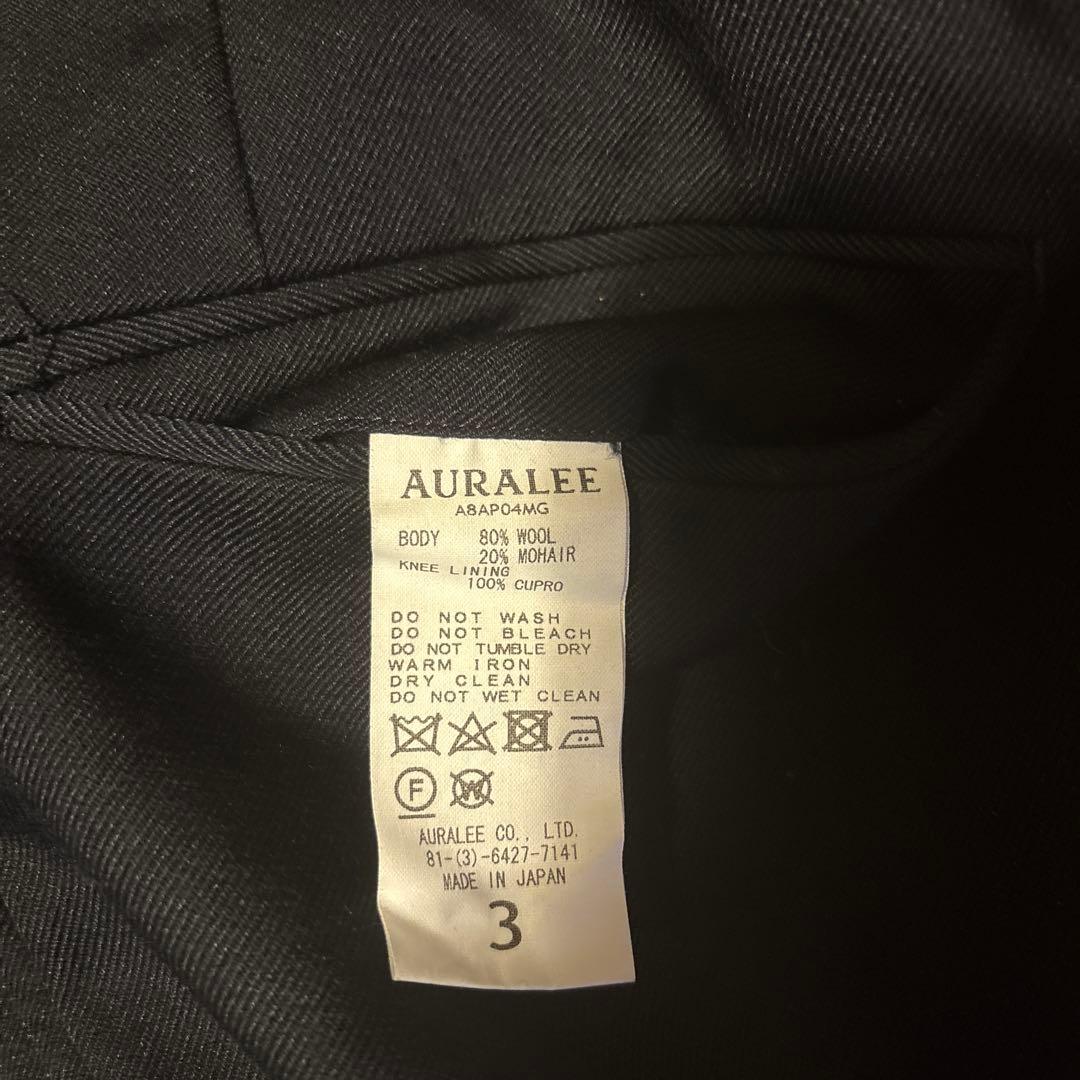 AURALEE
A8AP04MG
BODY 80% WOOL
20% MOHAIR
KNEE LINING
100% CUPRO
DO NOT WASH
DO NOT BLEACH
DO NOT TUMBLE DRY
WARM IRON
DRY CLEAN
DO NOT WET CLEAN
F W
AURALEE CO., LTD.
81-(3)-6427-7141
MADE IN JAPAN
3